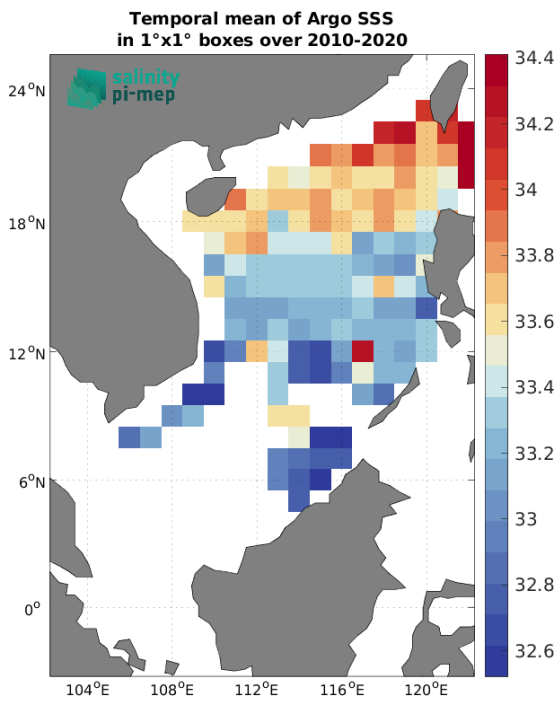 Temporal mean of Argo SSS
in 1°x1° boxes over 2010-2020
salinity
pi-mep
24°N
18°N
12°N
6°N
0°
104°E
108°E
112°E
116°E
120°E
34.4
34.2
34
33.8
33.6
33.4
33.2
33
32.8
32.6